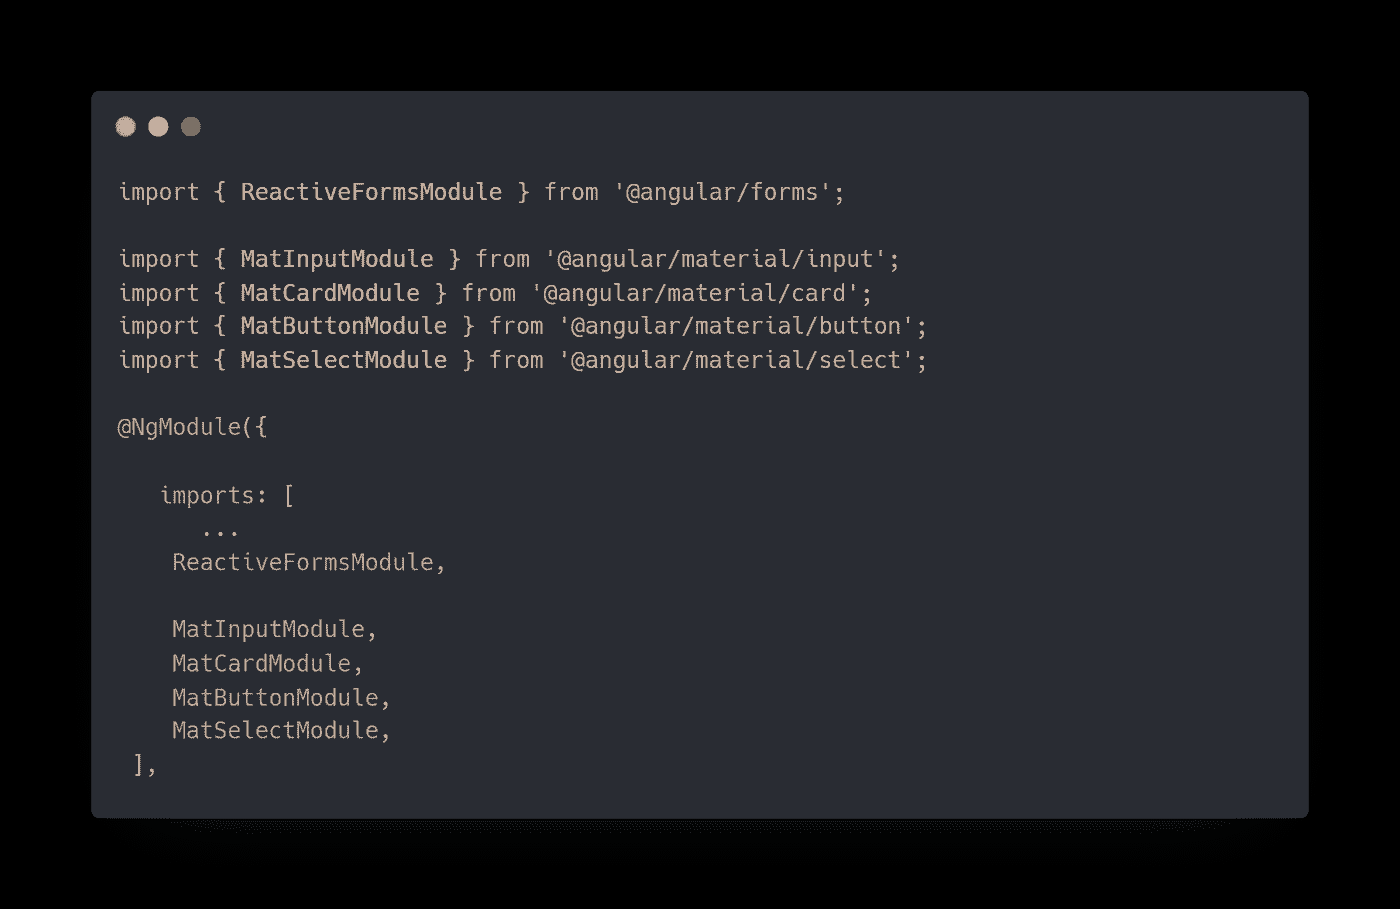 import { ReactiveFormsModule } from '@angular/forms';
import { MatInputModule } from '@angular/material/input';
import { MatCardModule } from '@angular/material/card';
import { MatButtonModule } from '@angular/material/button';
import { MatSelectModule } from '@angular/material/select';
@NgModule({
imports: [
...
ReactiveFormsModule,
MatInputModule,
MatCardModule,
MatButtonModule,
MatSelectModule,
],